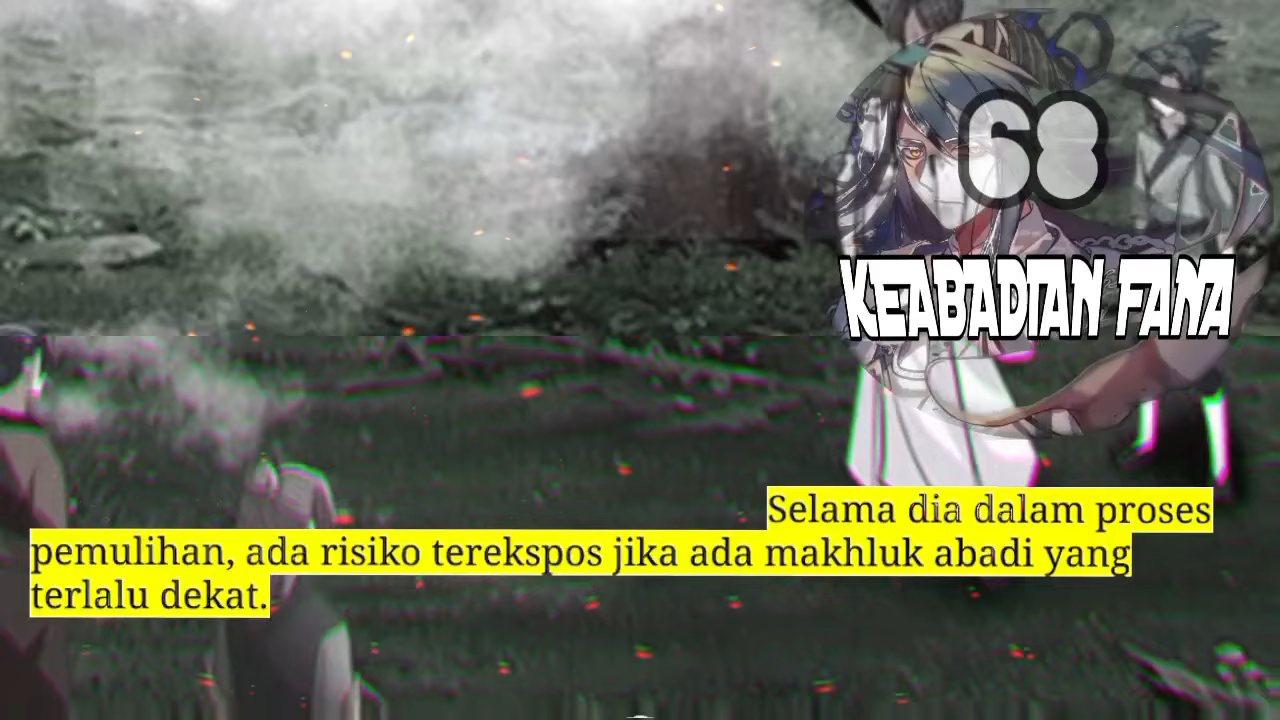 68
KEABADIAN FANA
Selama dia dalam proses
pemulihan, ada risiko terekspos jika ada makhluk abadi yang
terlalu dekat.